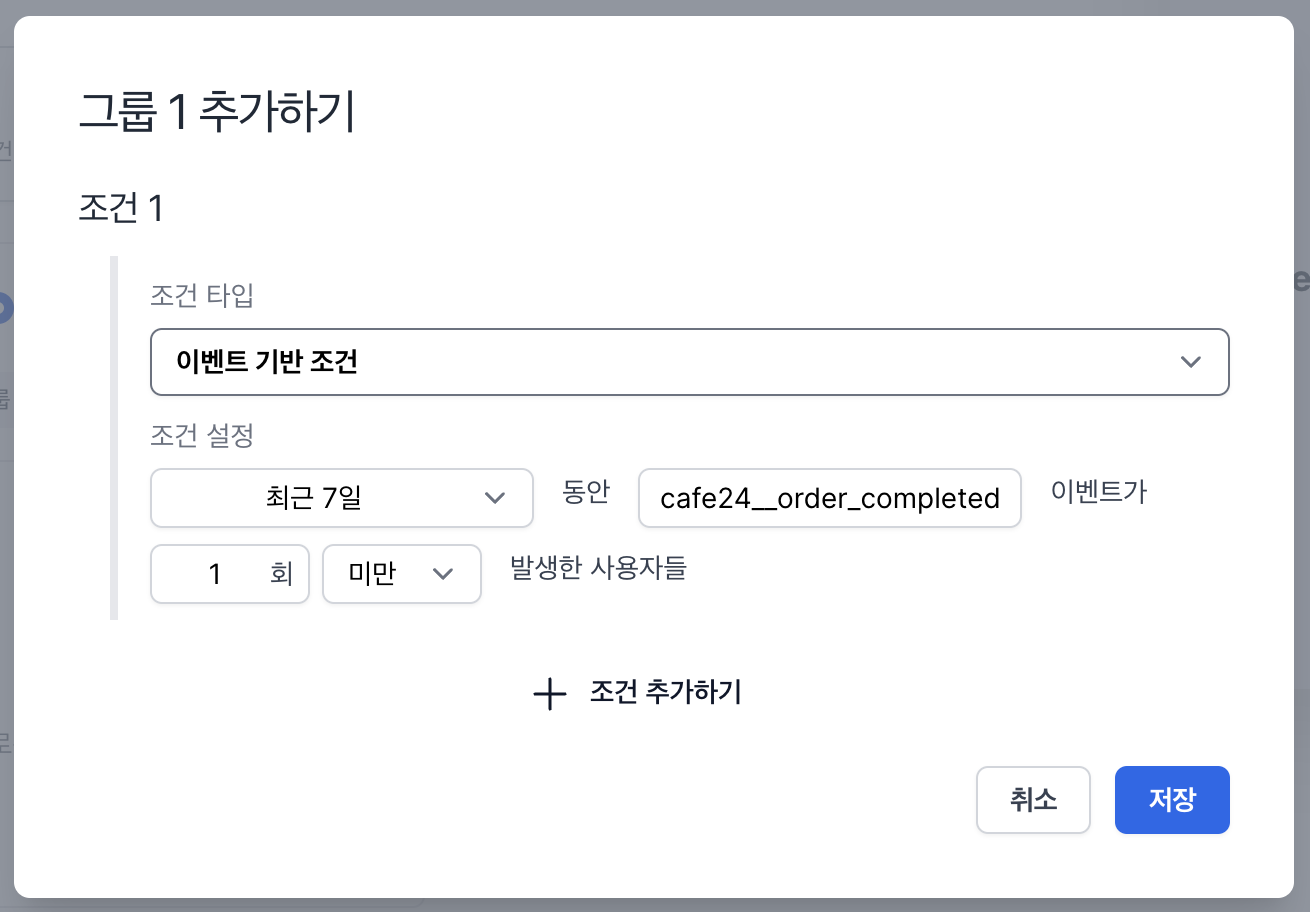 그룹 1 추가하기
조건 1
조건 타입
이벤트 기반 조건
조건 설정
최근 7일 동안 cafe24__order_completed 이벤트가
1 회 미만 발생한 사용자들
조건 추가하기
취소 저장